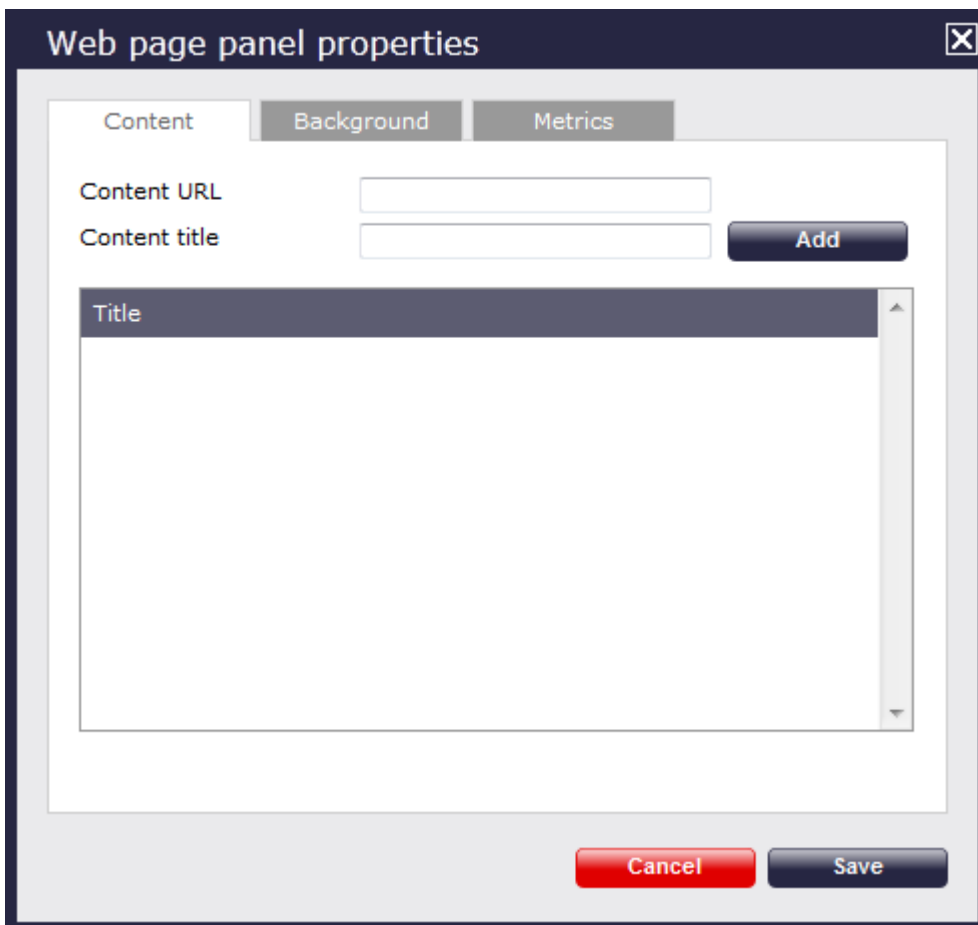 Web page panel properties
Content Background Metrics
Content URL
Content title Add
Title
Cancel Save